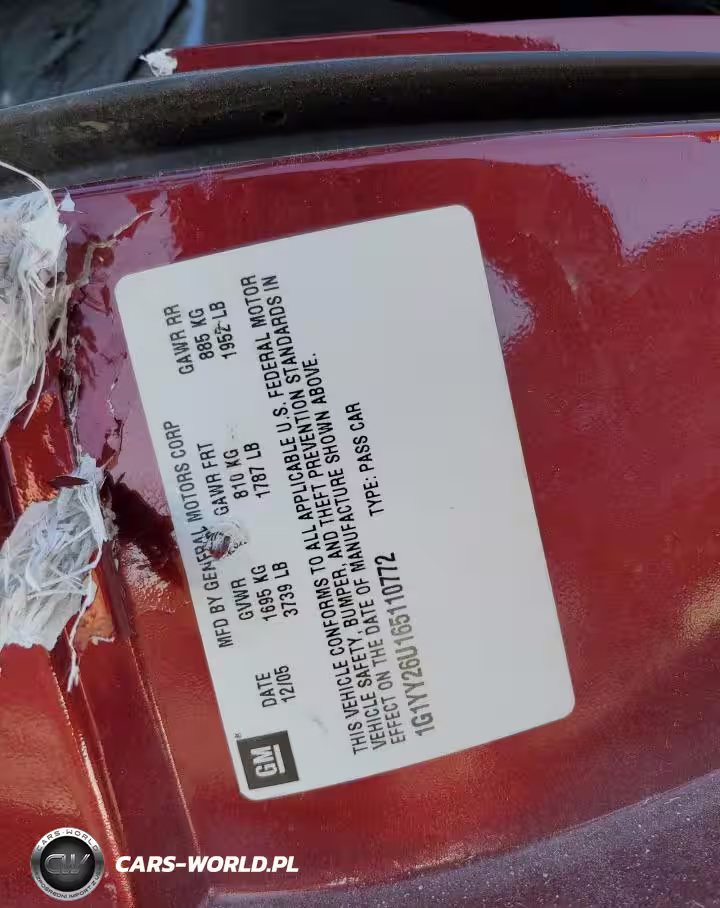 GM
DATE
12/05
MFD BY GENERAL MOTORS CORP
GVWR GAWR FRT GAWR RR
1695 KG 810 KG 885 KG
3739 LB 1787 LB 1952 LB
THIS VEHICLE CONFORMS TO ALL APPLICABLE U.S. FEDERAL MOTOR
VEHICLE SAFETY, BUMPER, AND THEFT PREVENTION STANDARDS IN
EFFECT ON THE DATE OF MANUFACTURE SHOWN ABOVE.
1G1YY26U165110772 TYPE: PASS CAR
CARS-WORLD
CW
CARS-WORLD.PL